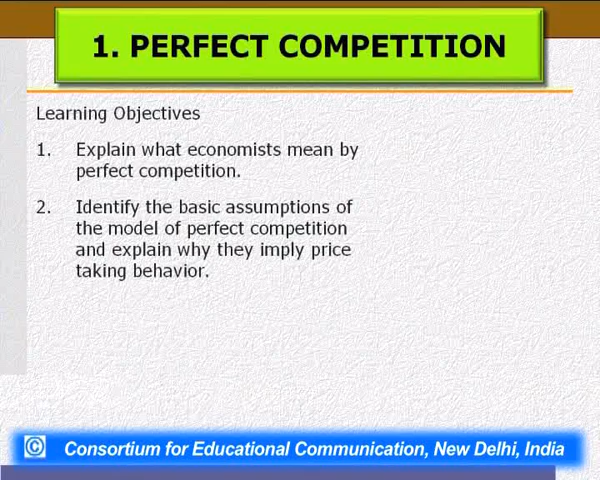 1. PERFECT COMPETITION
Learning Objectives
1. Explain what economists mean by
perfect competition.
2. Identify the basic assumptions of
the model of perfect competition
and explain why they imply price
taking behavior.
© Consortium for Educational Communication, New Delhi, India